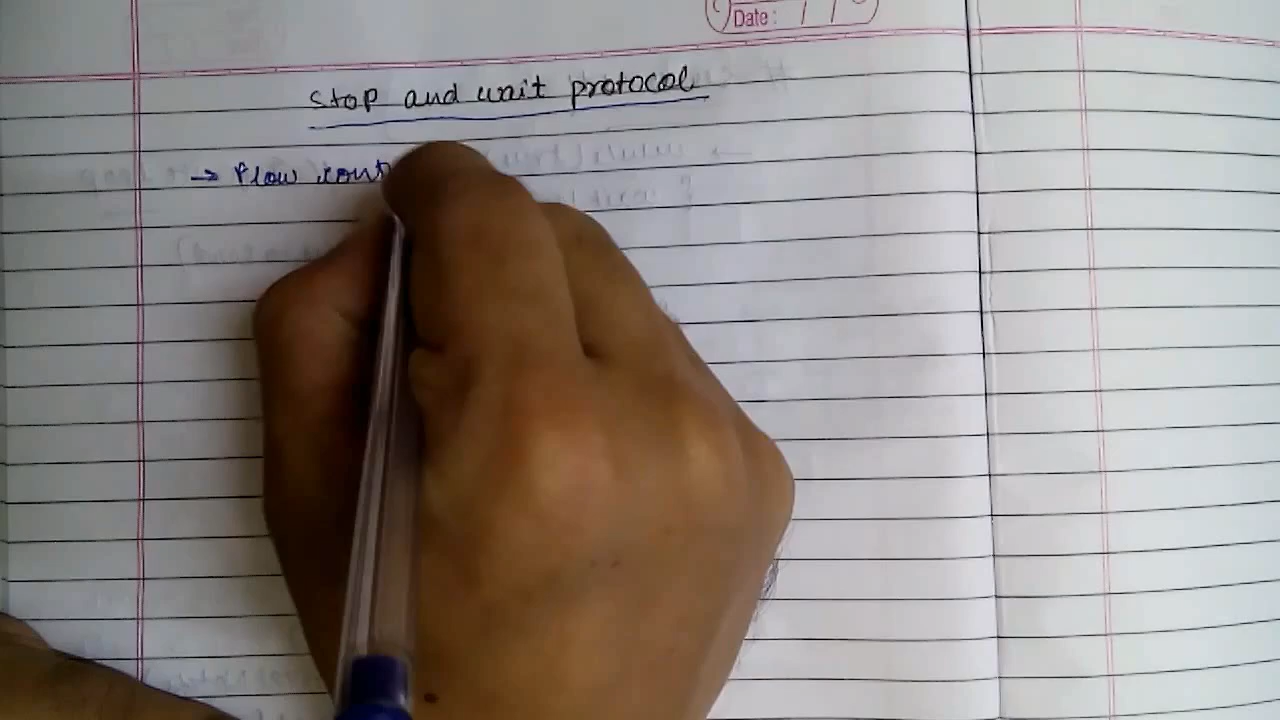 Date :
Stop and wait protocol
→ Flow cont